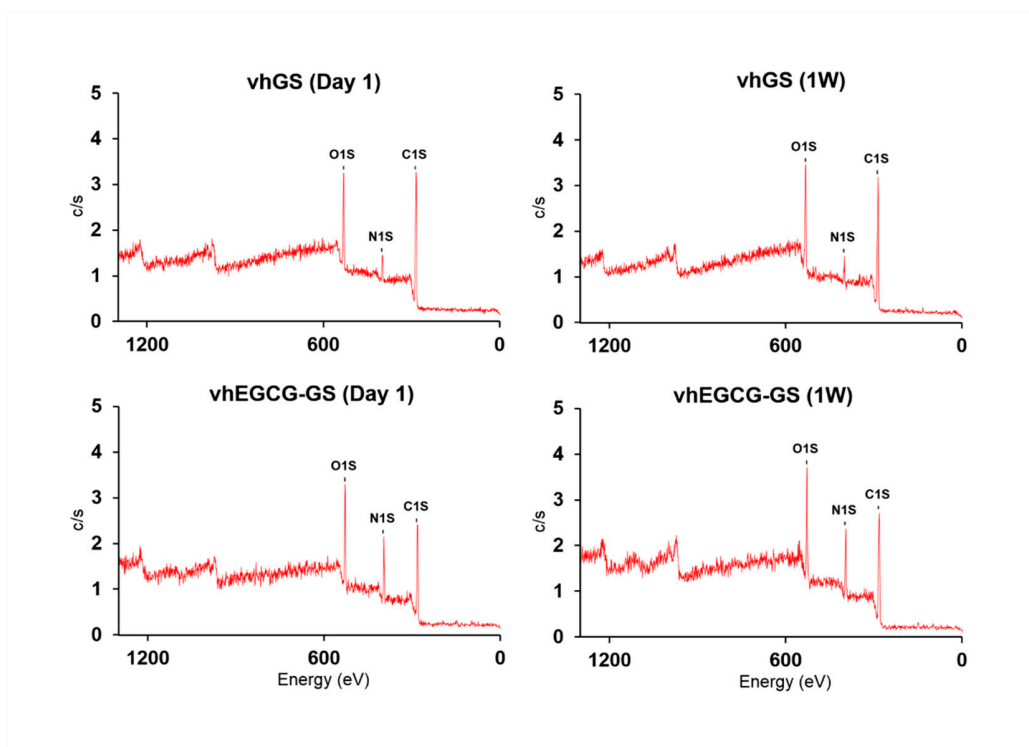 vhGS (Day 1)
5
4
3
2
1
0
c/s
O1S
N1S
C1S
1200
600
0
vhGS (1W)
5
4
3
2
1
0
c/s
O1S
N1S
C1S
1200
600
0
vhEGCG-GS (Day 1)
5
4
3
2
1
0
c/s
O1S
N1S
C1S
1200
600
0
Energy (eV)
vhEGCG-GS (1W)
5
4
3
2
1
0
c/s
O1S
N1S
C1S
1200
600
0
Energy (eV)